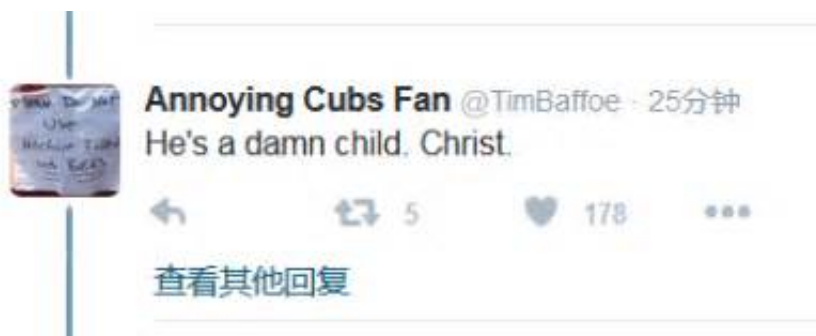 Annoying Cubs Fan @TimBaffoe · 25分钟
He's a damn child. Christ.
5 178
查看其他回复
Use